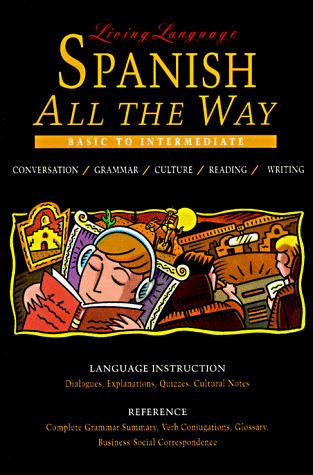 Living Language
SPANISH
ALL THE WAY
BASIC TO INTERMEDIATE
CONVERSATION / GRAMMAR / CULTURE / READING / WRITING
LANGUAGE INSTRUCTION
Dialogues, Explanations, Quizzes, Cultural Notes
REFERENCE
Complete Grammar Summary, Verb Conjugations, Glossary,
Business/Social Correspondence